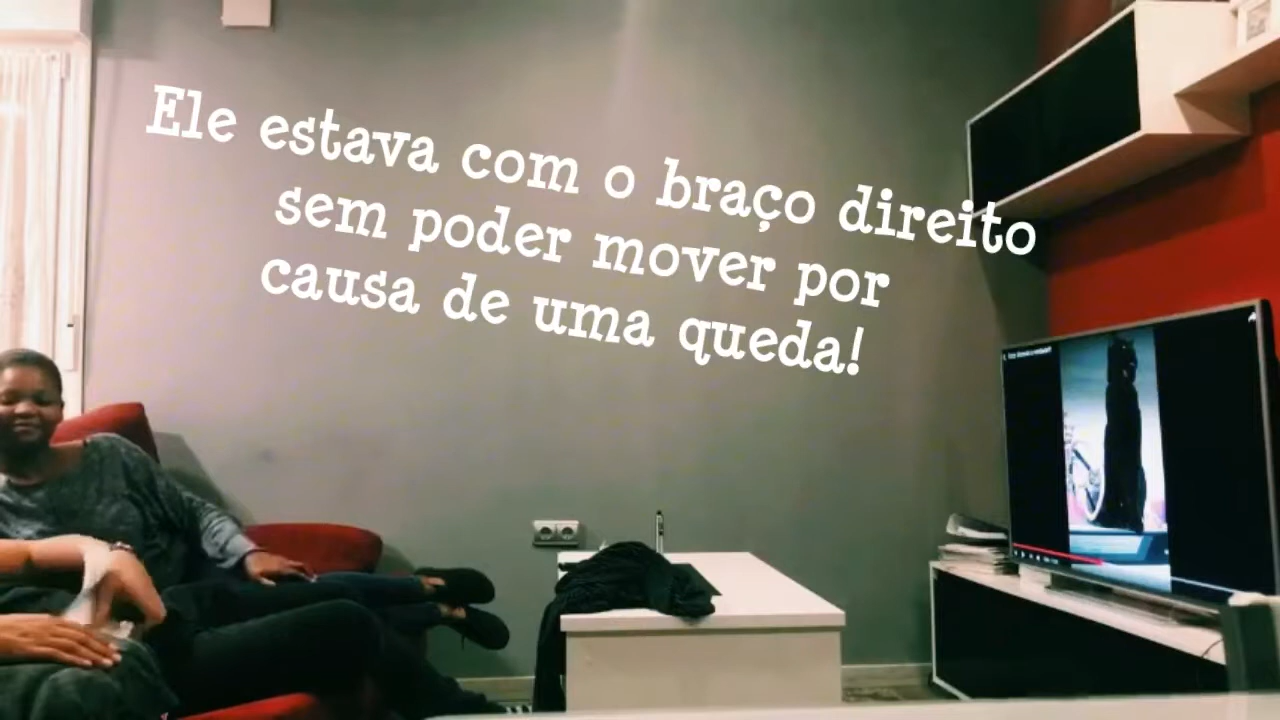 Ele estava com o braço direito
sem poder mover por
causa de uma queda!